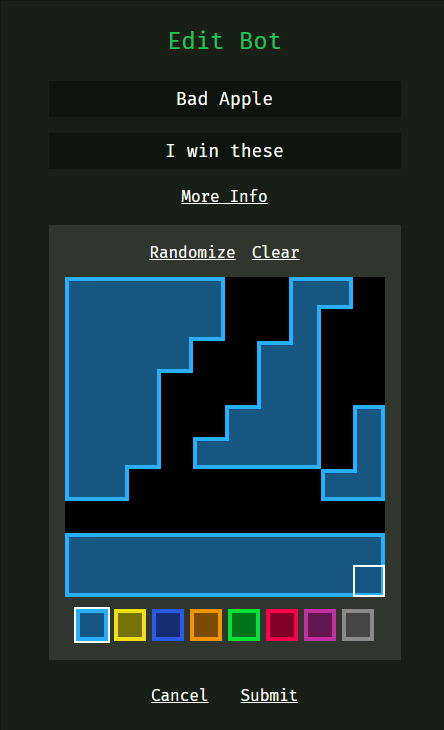 Edit Bot
Bad Apple
I win these
More Info
Randomize Clear
Cancel Submit